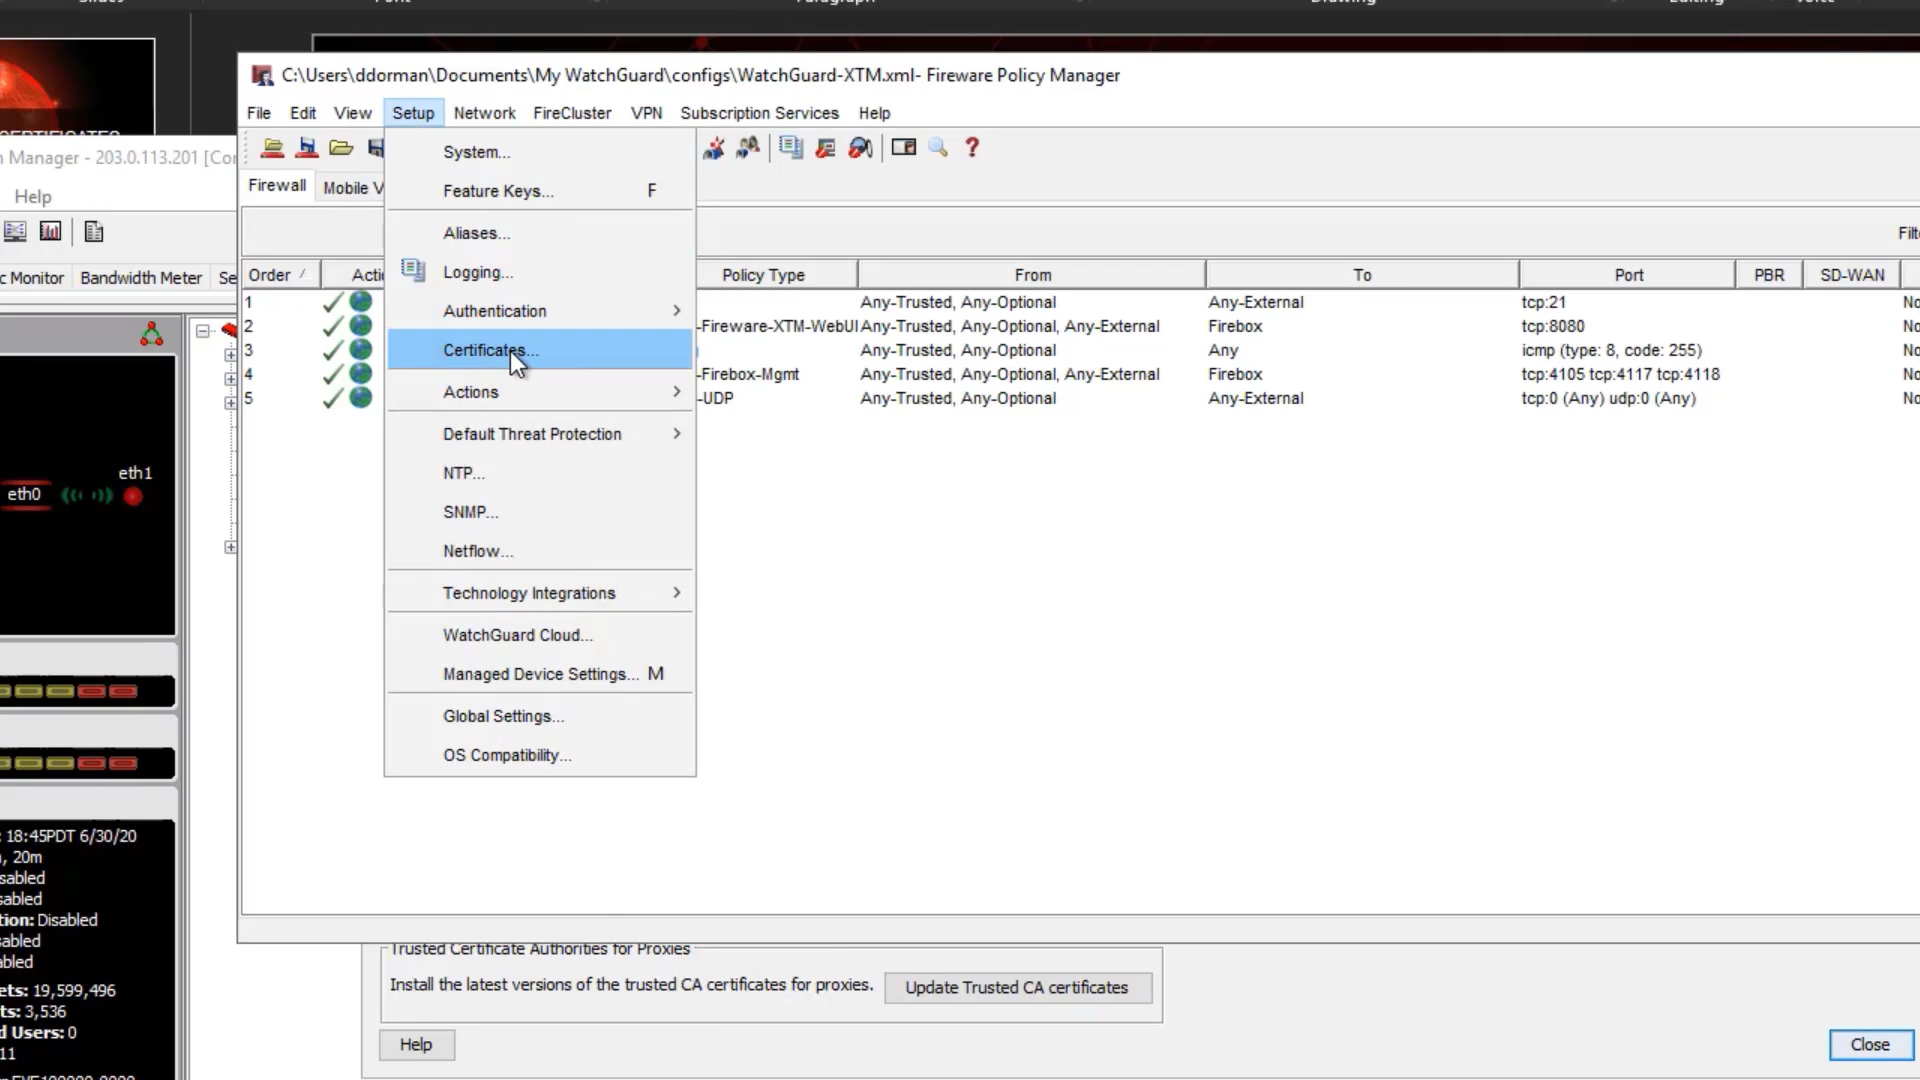 Slides
Font
Paragraph
Drawing
Editing
Voice
C:\Users\ddorman\Documents\My WatchGuard\configs\WatchGuard-XTM.xml- Fireware Policy Manager
File Edit View Setup Network FireCluster VPN Subscription Services Help
Manager - 203.0.113.201
Help
Monitor Bandwidth Meter
Firewall Mobile
System...
Feature Keys... F
Aliases...
Logging...
Authentication
Certificates...
Actions
Default Threat Protection
NTP...
SNMP...
Netflow...
Technology Integrations
WatchGuard Cloud...
Managed Device Settings... M
Global Settings...
OS Compatibility...
Order / Policy Type From To Port PBR SD-WAN
1 Any-Trusted, Any-Optional Any-External tcp:21
2 -Fireware-XTM-WebUI Any-Trusted, Any-Optional, Any-External Firebox tcp:8080
3 Any-Trusted, Any-Optional Any icmp (type: 8, code: 255)
4 -Firebox-Mgmt Any-Trusted, Any-Optional, Any-External Firebox tcp:4105 tcp:4117 tcp:4118
5 -UDP Any-Trusted, Any-Optional Any-External tcp:0 (Any) udp:0 (Any)
eth1
eth0
: 18:45PDT 6/30/20
, 20m
sabled
sabled
tion: Disabled
sabled
abled
ets: 19,599,496
ts: 3,536
d Users: 0
11
Trusted Certificate Authorities for Proxies
Install the latest versions of the trusted CA certificates for proxies. Update Trusted CA certificates
Help
Close